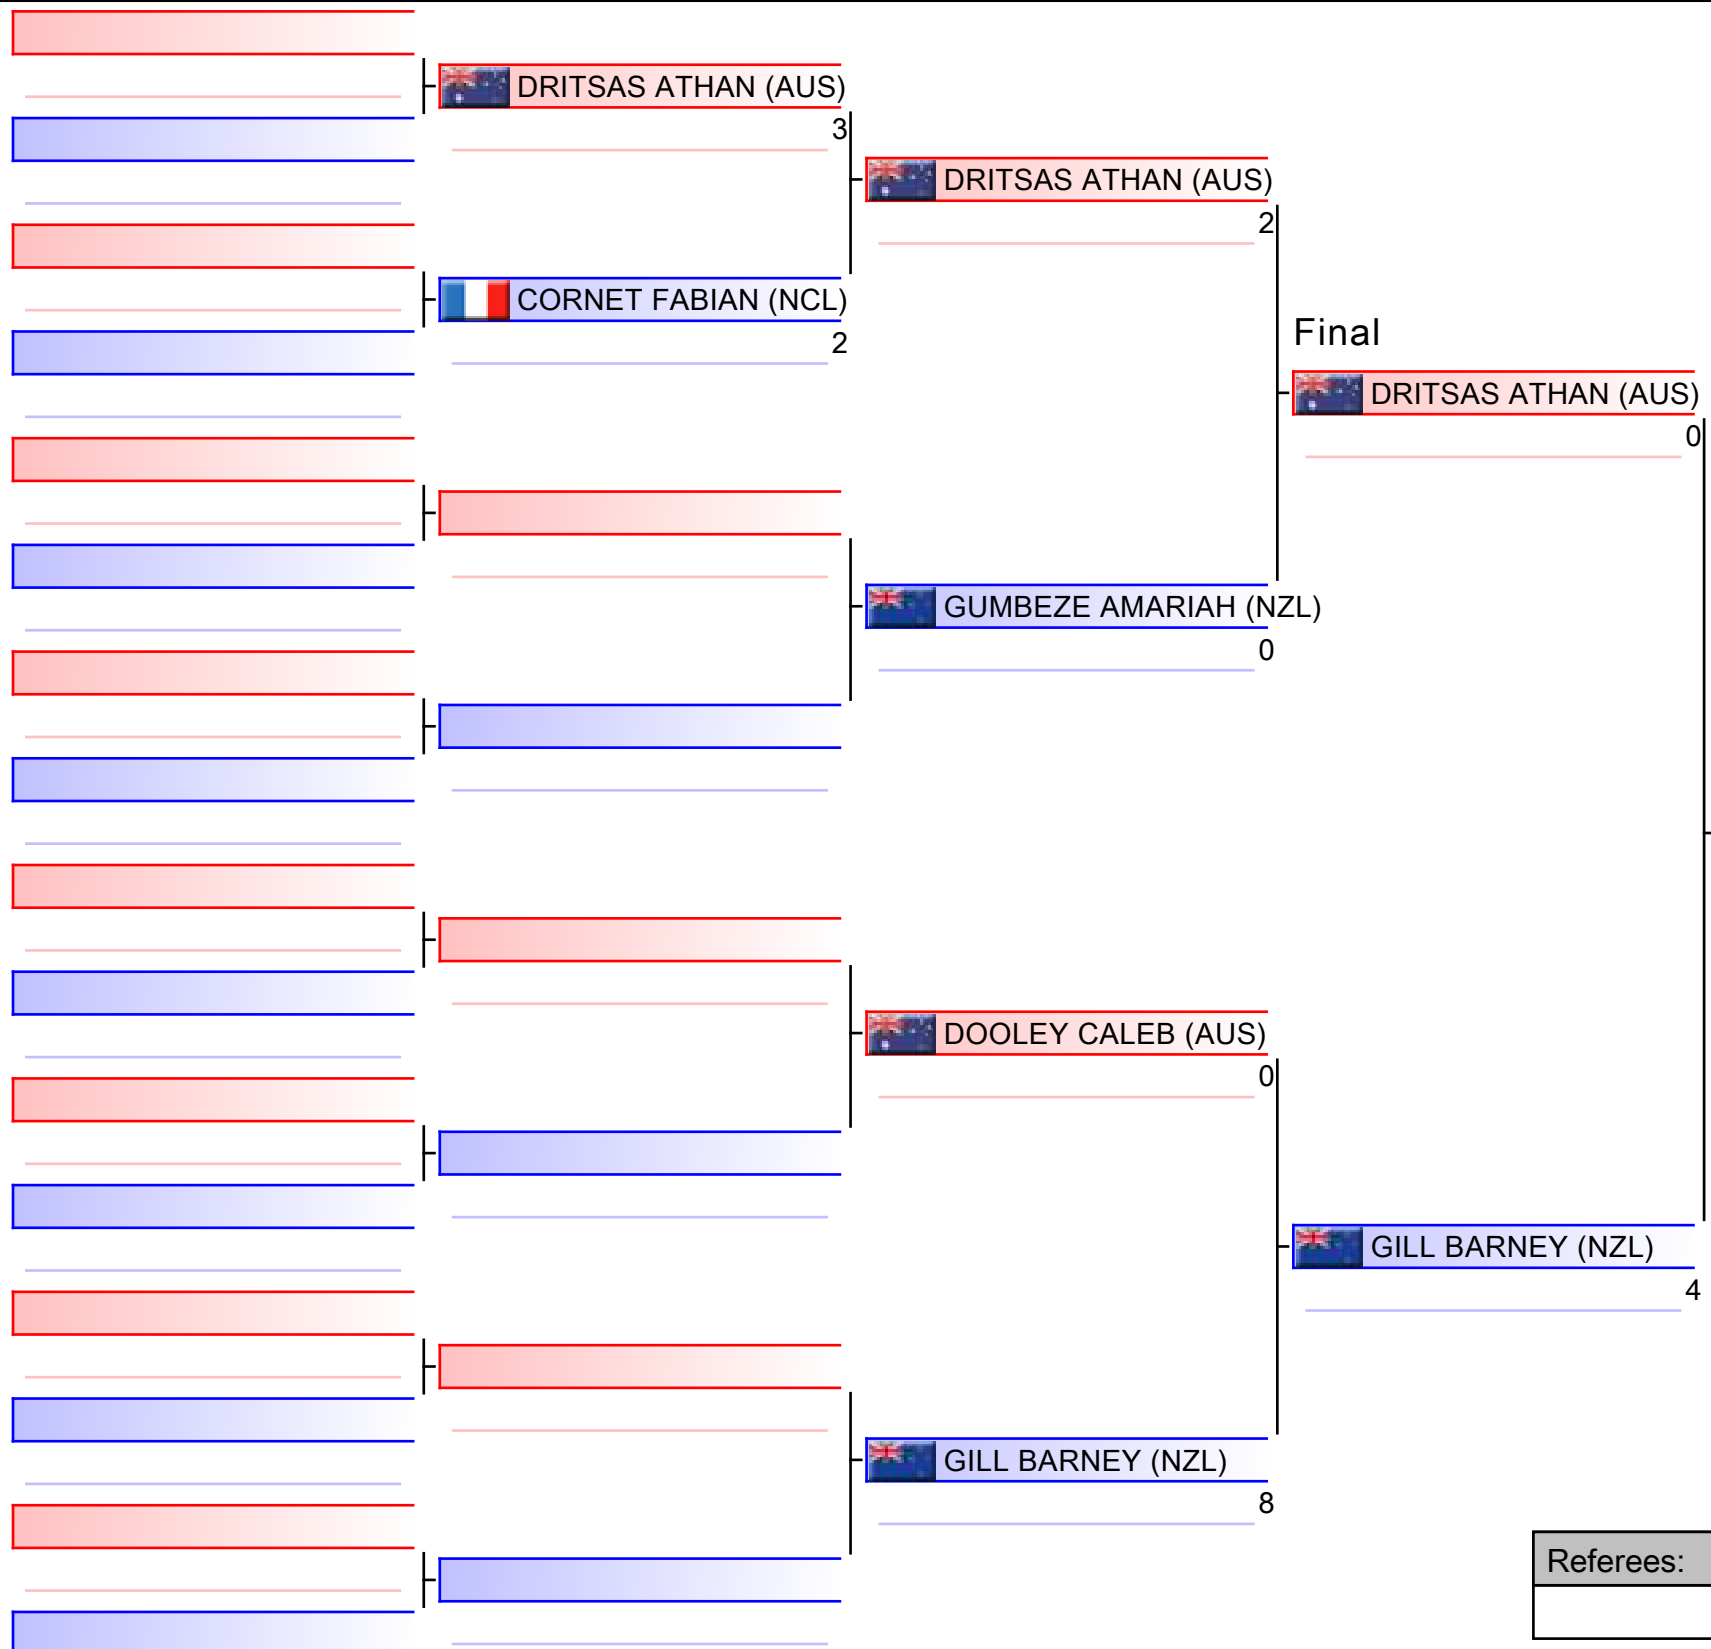 DRITSAS ATHAN (AUS)
3
DRITSAS ATHAN (AUS)
2
CORNET FABIAN (NCL)
2
Final
DRITSAS ATHAN (AUS)
0
GUMBEZE AMARIAH (NZL)
0
DOOLEY CALEB (AUS)
0
GILL BARNEY (NZL)
4
GILL BARNEY (NZL)
8
Referees: